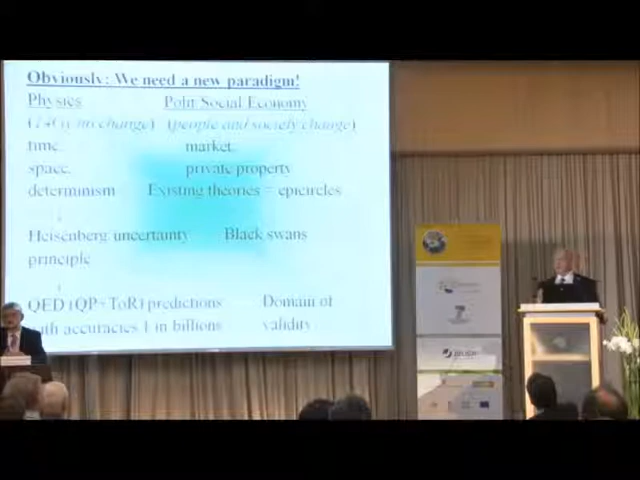 Obviously: We need a new paradigm!
Physics Polit Social Economy
no change) (people and society change)
time market
space private property
determinism Existing theories = epicircles
Heisenberg uncertainty Black swans
principle
QED (QP+ToR) predictions Domain of
accuracies 1 in billions validity